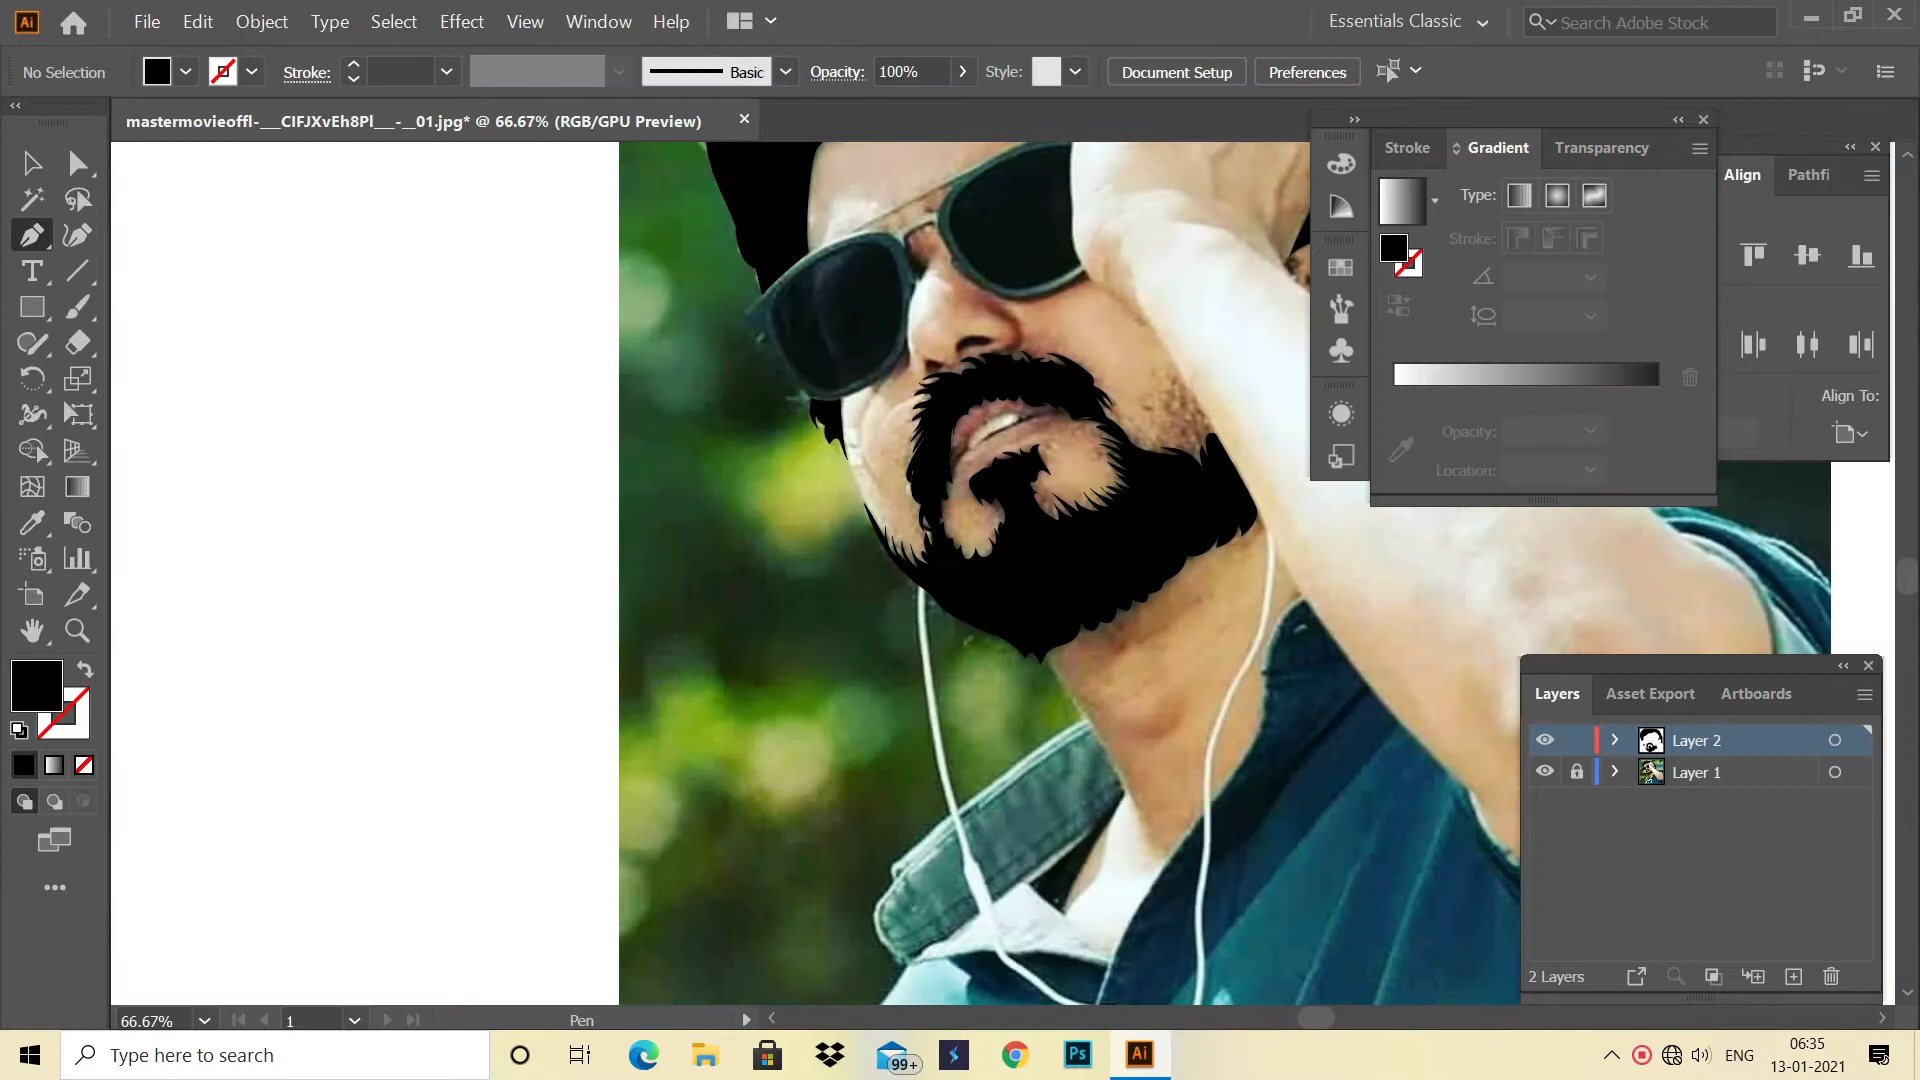 Ai
File Edit Object Type Select Effect View Window Help
Essentials Classic
Search Adobe Stock
No Selection
Stroke:
Basic
Opacity: 100%
Style:
Document Setup
Preferences
mastermovieoffl-___CIFJXvEh8Pl___-__01.jpg* @ 66.67% (RGB/GPU Preview)
Stroke Gradient Transparency
Type:
Stroke:
Opacity:
Location:
Align Pathfi
Align To:
Layers Asset Export Artboards
Layer 2
Layer 1
2 Layers
66.67%
1
Pen
Type here to search
99+
Ps
Ai
ENG
06:35
13-01-2021